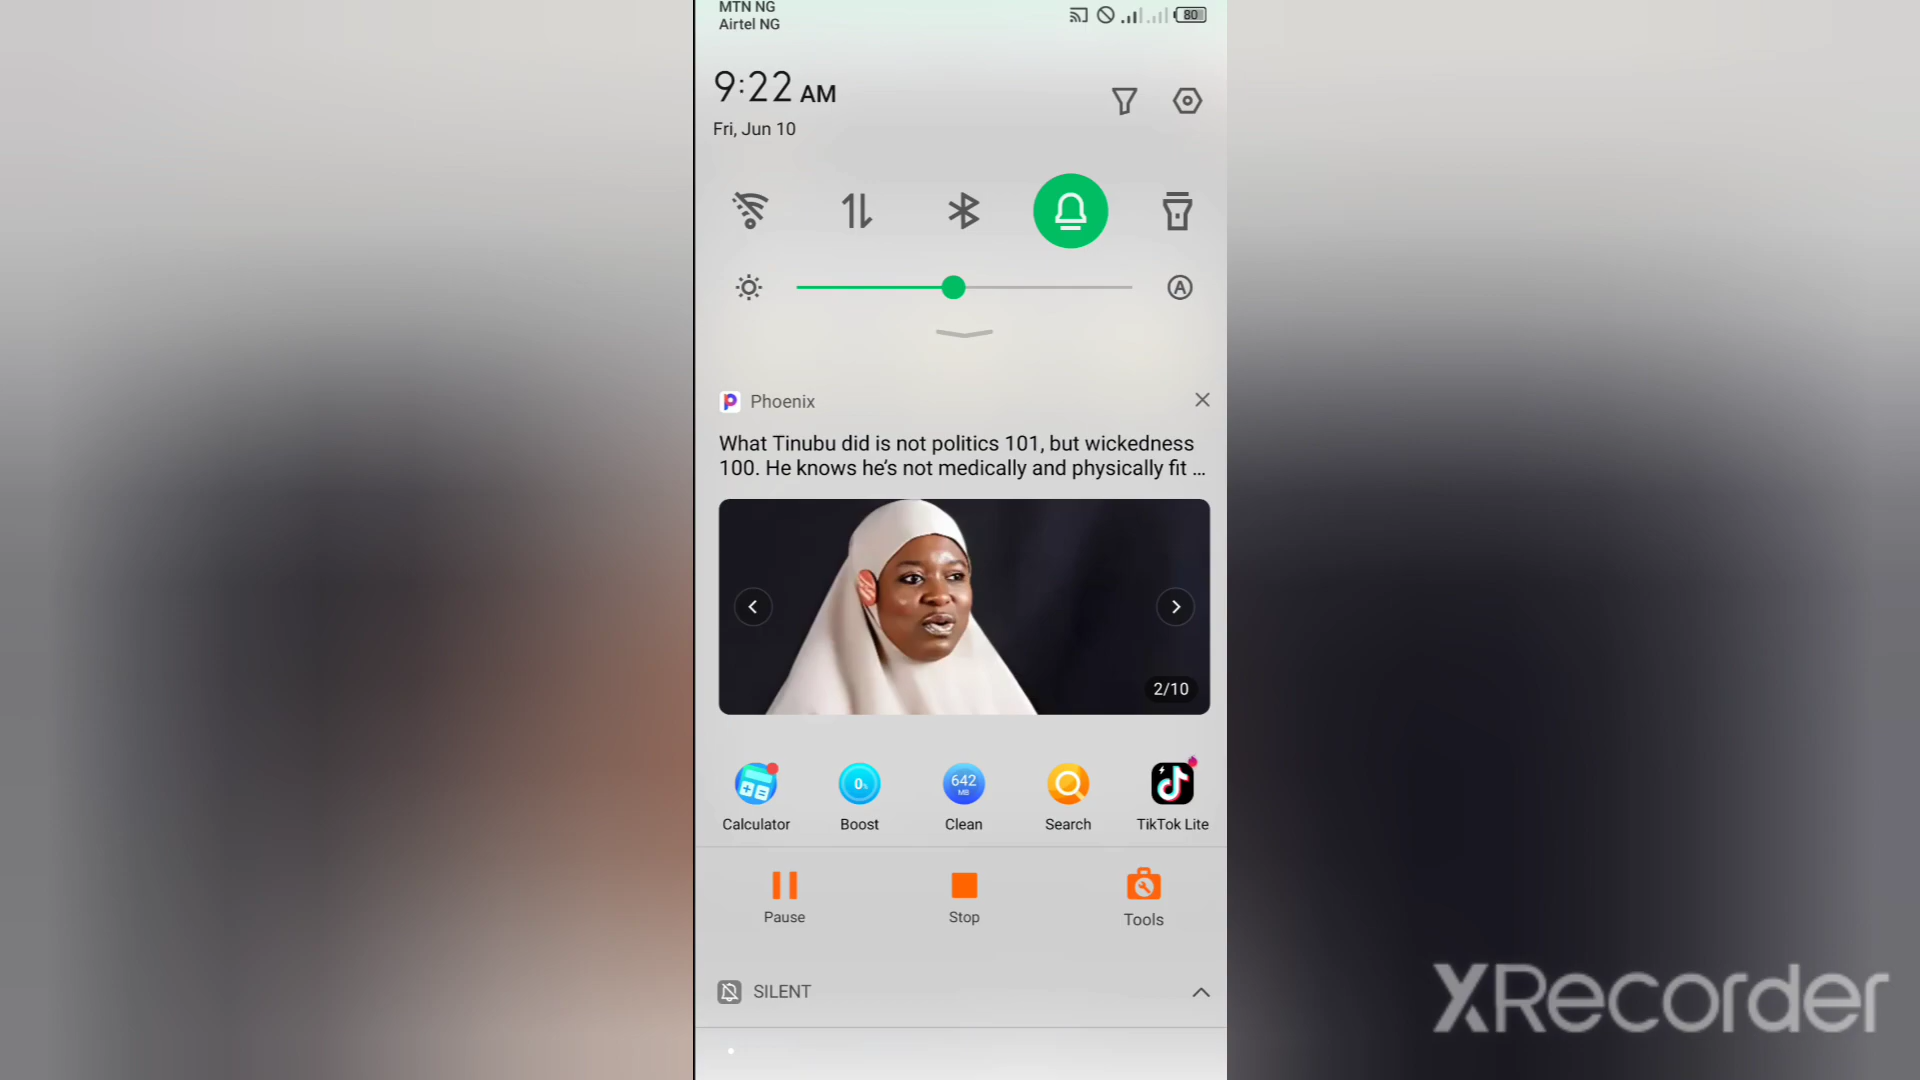 MTN NG
Airtel NG
80
9:22 AM
Fri, Jun 10
A
Phoenix
What Tinubu did is not politics 101, but wickedness
100. He knows he's not medically and physically fit ...
2/10
0%
642
MB
Calculator
Boost
Clean
Search
TikTok Lite
Pause
Stop
Tools
SILENT
XRecorder